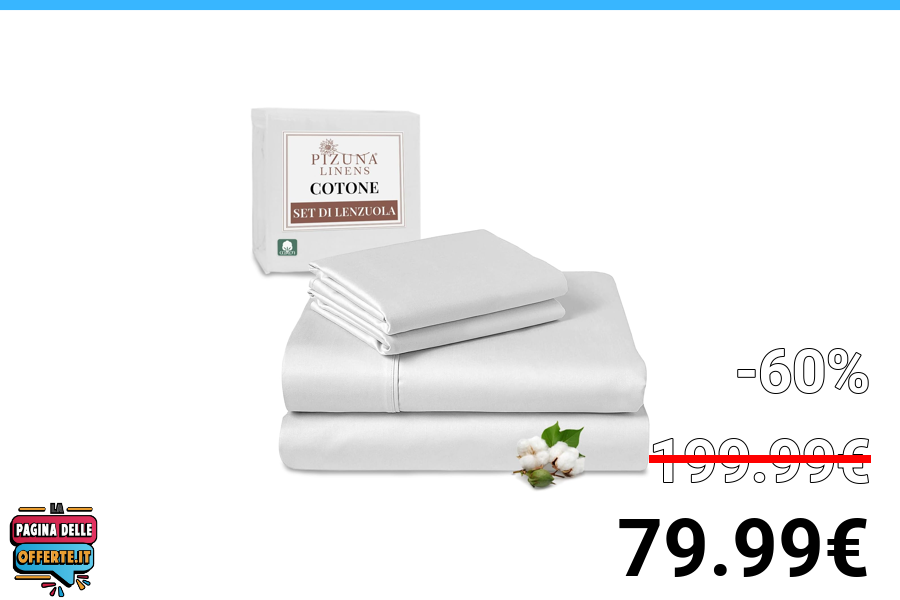 PIZUNA
LINENS
COTONE
SET DI LENZUOLA
-60%
199.99€
79.99€
LA
PAGINA DELLE
OFFERTE.IT